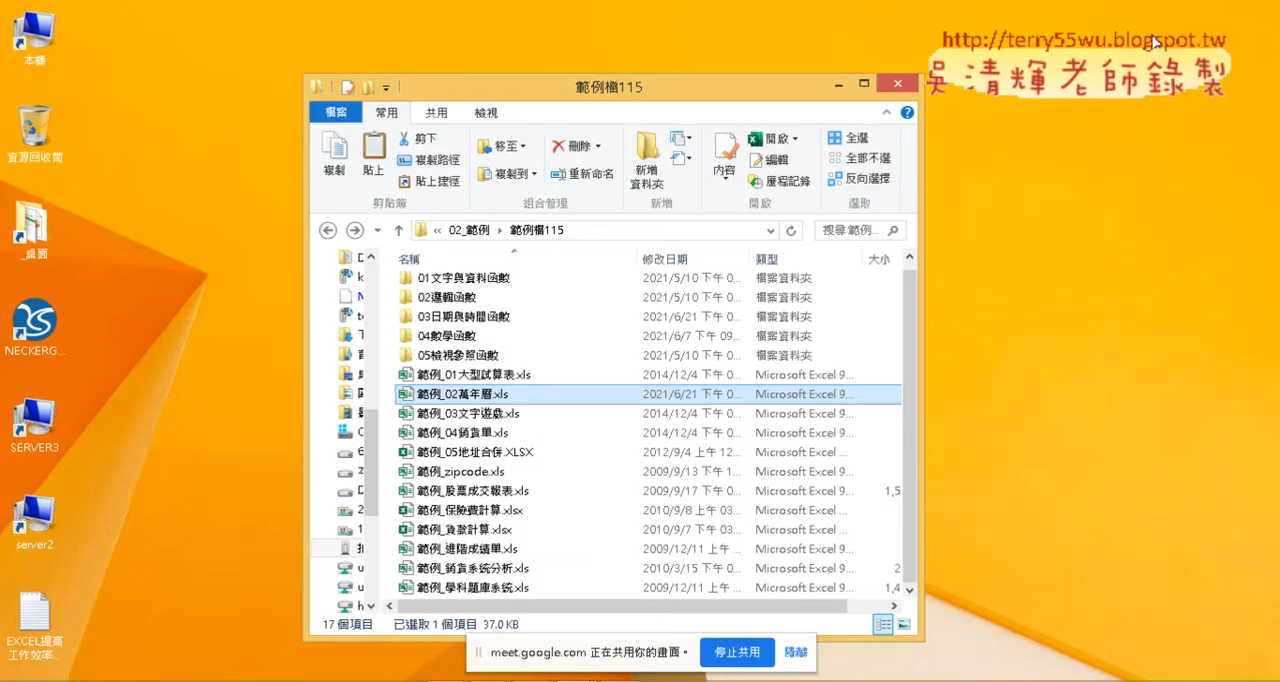 http://terry55wu.blogspot.tw
吳清輝老師錄製
本機
資源回收筒
_桌面
NECKERG...
SERVER3
server2
EXCEL提高
工作效率...
範例檔115
檔案 常用 共用 檢視
複製
貼上
剪下
複製路徑
貼上捷徑
剪貼簿
移至
複製到
刪除
重新命名
組合管理
新增
資料夾
新增
內容
開啟
編輯
歷程記錄
開啟
全選
全部不選
反向選擇
選取
« 02_範例 範例檔115
搜尋 範例...
名稱 修改日期 類型 大小
01文字與資料函數 2021/5/10 下午 0... 檔案資料夾
02邏輯函數 2021/5/10 下午 0... 檔案資料夾
03日期與時間函數 2021/6/21 下午 0... 檔案資料夾
04數學函數 2021/6/7 下午 09... 檔案資料夾
05檢視參照函數 2021/5/10 下午 0... 檔案資料夾
範例_01大型試算表.xls 2014/12/4 下午 0... Microsoft Excel 9...
範例_02萬年曆.xls 2021/6/21 下午 0... Microsoft Excel 9...
範例_03文字遊戲.xls 2014/12/4 下午 0... Microsoft Excel 9...
範例_04銷貨單.xls 2014/12/4 下午 0... Microsoft Excel 9...
範例_05地址合併.XLSX 2012/9/4 上午 12... Microsoft Excel 9...
範例_zipcode.xls 2009/9/13 下午 1... Microsoft Excel 9...
範例_股票成交報表.xls 2009/9/17 下午 0... Microsoft Excel 9... 1,5
範例_保險費計算.xlsx 2010/9/8 下午 03... Microsoft Excel 9...
範例_貸款計算.xlsx 2010/9/7 下午 03... Microsoft Excel 9...
範例_進階成績單.xls 2009/12/11 上午 ... Microsoft Excel 9...
範例_銷貨系統分析.xls 2010/3/15 下午 0... Microsoft Excel 9... 2
範例_學科題庫系統.xls 2009/12/11 上午 ... Microsoft Excel 9... 1,4
17 個項目 已選取 1 個項目 37.0 KB
meet.google.com 正在共用你的畫面。 停止共用 隱藏